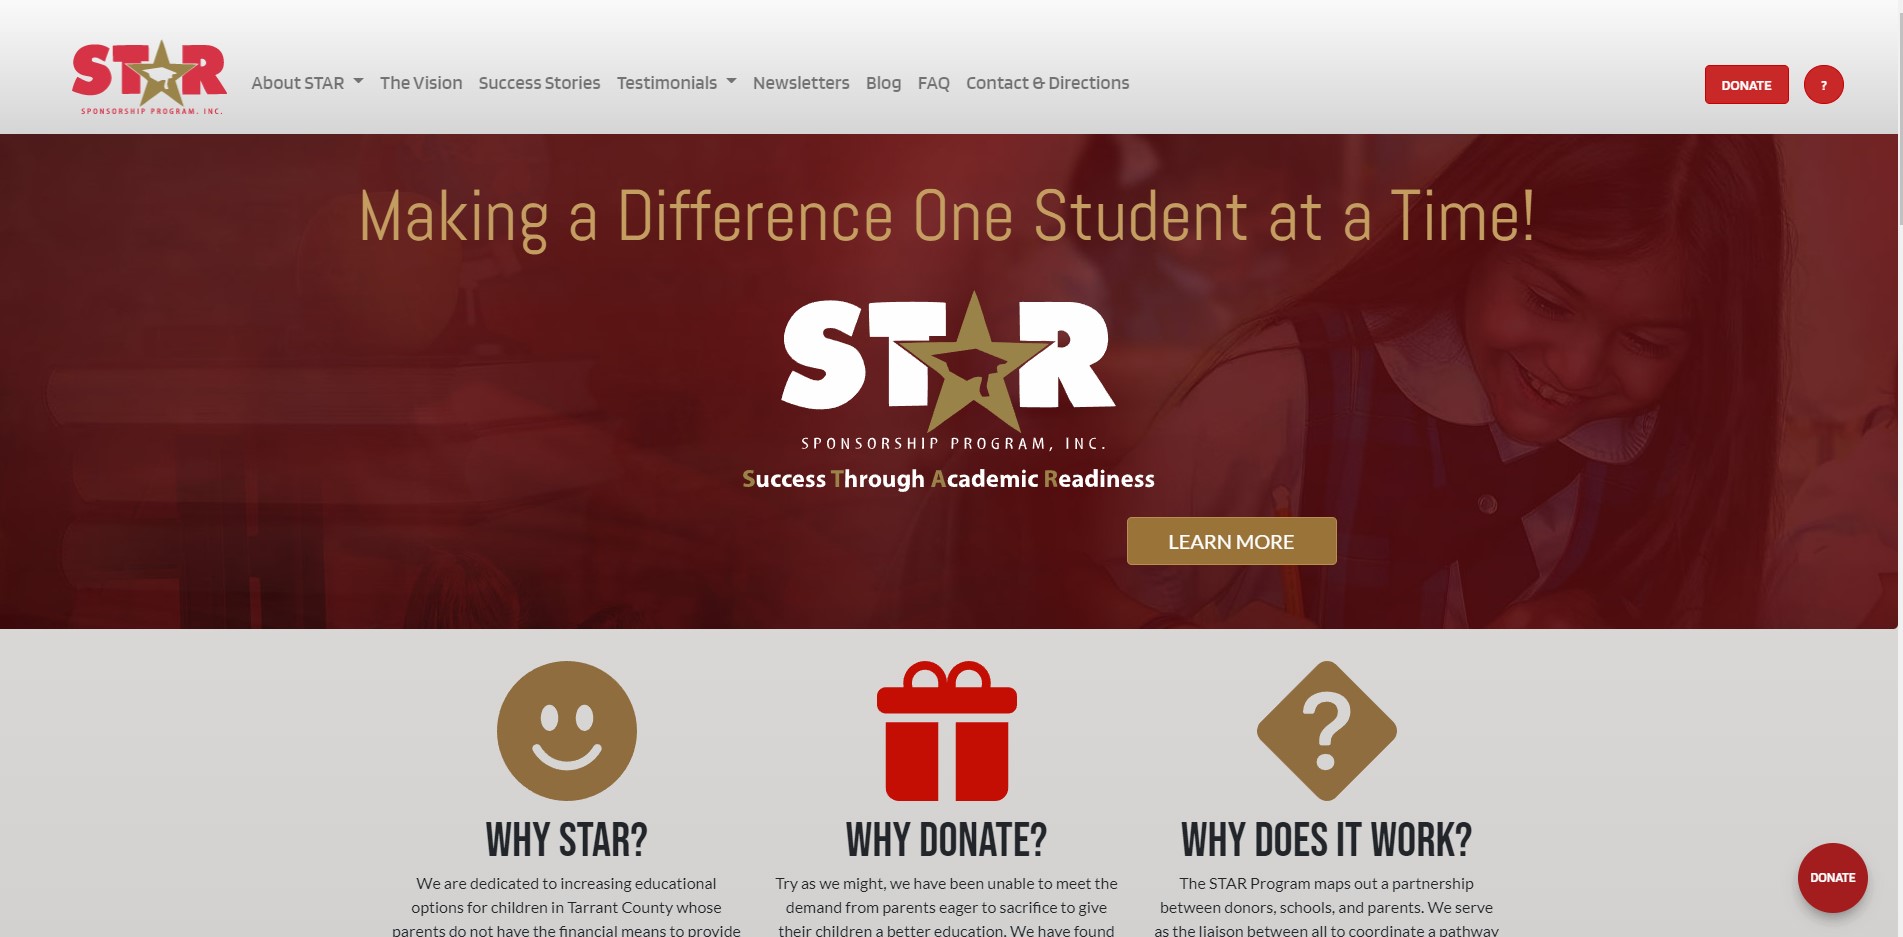 STAR
SPONSORSHIP PROGRAM, INC.
About STAR The Vision Success Stories Testimonials Newsletters Blog FAQ Contact & Directions
DONATE ?
Making a Difference One Student at a Time!
STAR
SPONSORSHIP PROGRAM, INC.
Success Through Academic Readiness
LEARN MORE
?
WHY STAR?
We are dedicated to increasing educational
options for children in Tarrant County whose
parents do not have the financial means to provide
WHY DONATE?
Try as we might, we have been unable to meet the
demand from parents eager to sacrifice to give
their children a better education. We have found
WHY DOES IT WORK?
The STAR Program maps out a partnership
between donors, schools, and parents. We serve
as the liaison between all to coordinate a pathway
DONATE